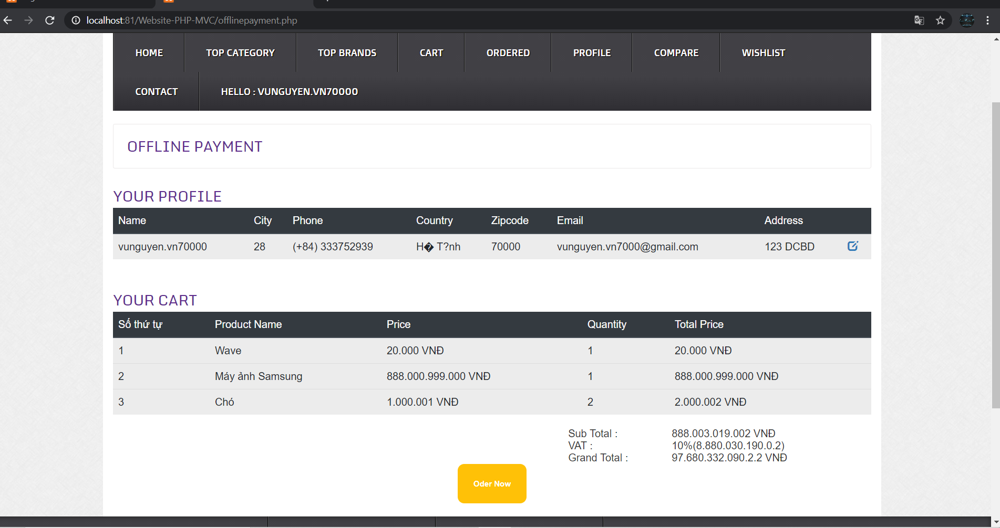 localhost:81/Website-PHP-MVC/offlinepayment.php
HOME TOP CATEGORY TOP BRANDS CART ORDERED PROFILE COMPARE WISHLIST
CONTACT HELLO : VUNGUYEN.VN70000
OFFLINE PAYMENT
YOUR PROFILE
Name City Phone Country Zipcode Email Address
vunguyen.vn70000 28 (+84) 333752939 H� T?nh 70000 vunguyen.vn7000@gmail.com 123 DCBD
YOUR CART
Số thứ tự Product Name Price Quantity Total Price
1 Wave 20.000 VNĐ 1 20.000 VNĐ
2 Máy ảnh Samsung 888.000.999.000 VNĐ 1 888.000.999.000 VNĐ
3 Chó 1.000.001 VNĐ 2 2.000.002 VNĐ
Sub Total : 888.003.019.002 VNĐ
VAT : 10%(8.880.030.190.0.2)
Grand Total : 97.680.332.090.2.2 VNĐ
Oder Now